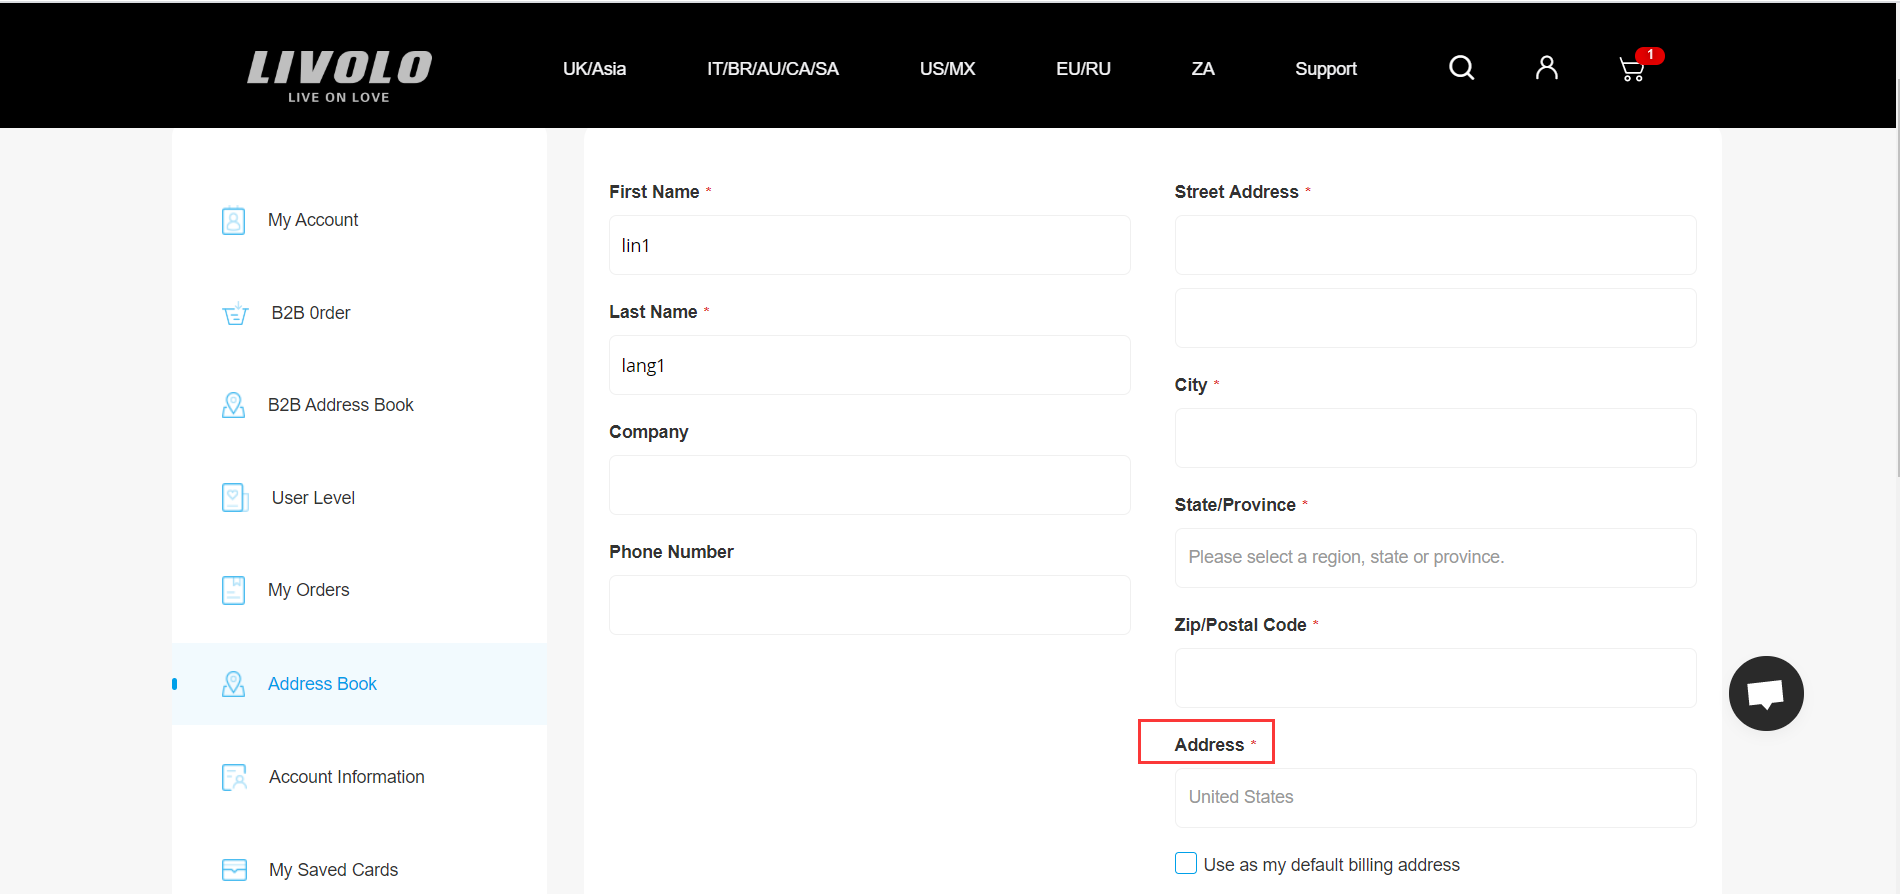 LIVOLO
LIVE ON LOVE
UK/Asia
IT/BR/AU/CA/SA
US/MX
EU/RU
ZA
Support
1
My Account
B2B 0rder
B2B Address Book
User Level
My Orders
Address Book
Account Information
My Saved Cards
First Name *
lin1
Last Name *
lang1
Company
Phone Number
Street Address *
City *
State/Province *
Please select a region, state or province.
Zip/Postal Code *
Address *
United States
Use as my default billing address